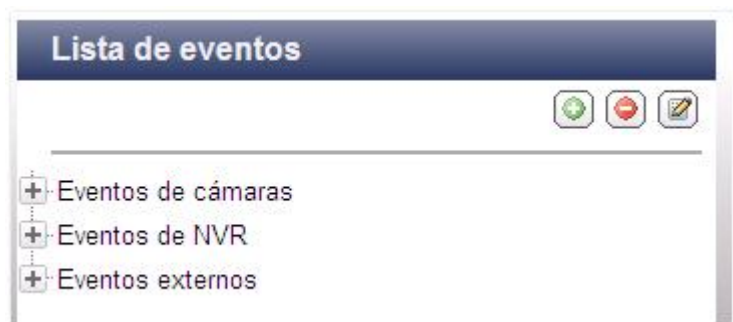 Lista de eventos
Eventos de cámaras
Eventos de NVR
Eventos externos